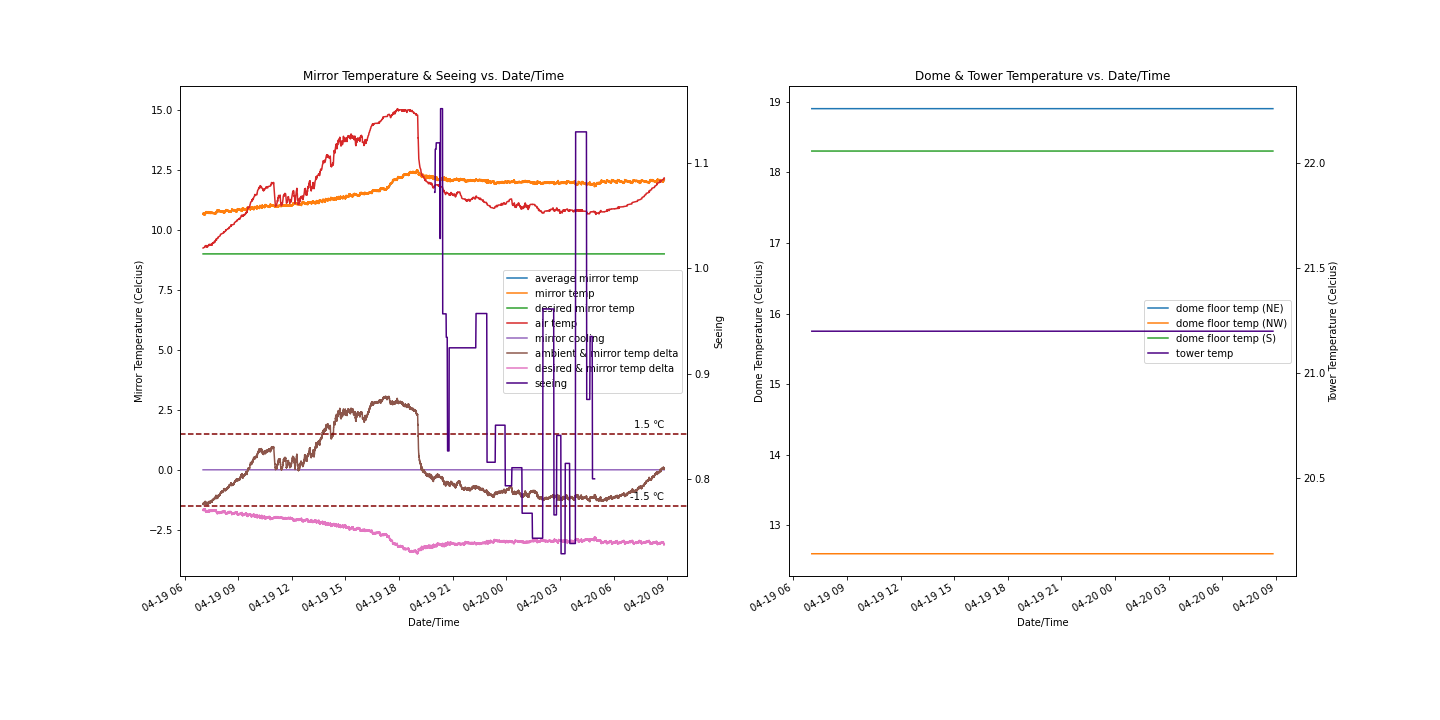 Mirror Temperature & Seeing vs. Date/Time
15.0
12.5
10.0
7.5
5.0
2.5
0.0
−2.5
Mirror Temperature (Celcius)
1.1
1.0
0.9
0.8
Seeing
average mirror temp
mirror temp
desired mirror temp
air temp
mirror cooling
ambient & mirror temp delta
desired & mirror temp delta
seeing
1.5 ℃
-1.5 ℃
04-19 06
04-19 09
04-19 12
04-19 15
04-19 18
04-19 21
04-20 00
04-20 03
04-20 06
04-20 09
Date/Time
Dome & Tower Temperature vs. Date/Time
19
18
17
16
15
14
13
Dome Temperature (Celcius)
22.0
21.5
21.0
20.5
Tower Temperature (Celcius)
dome floor temp (NE)
dome floor temp (NW)
dome floor temp (S)
tower temp
04-19 06
04-19 09
04-19 12
04-19 15
04-19 18
04-19 21
04-20 00
04-20 03
04-20 06
04-20 09
Date/Time